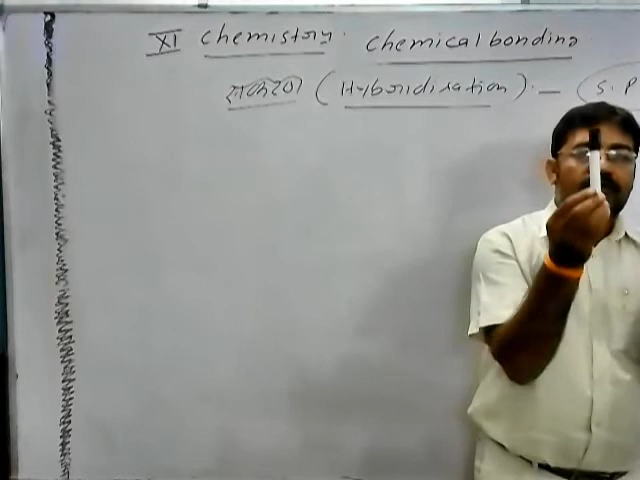 XI Chemistry. Chemical bonding
संकरण (Hybridisation). — (S. P